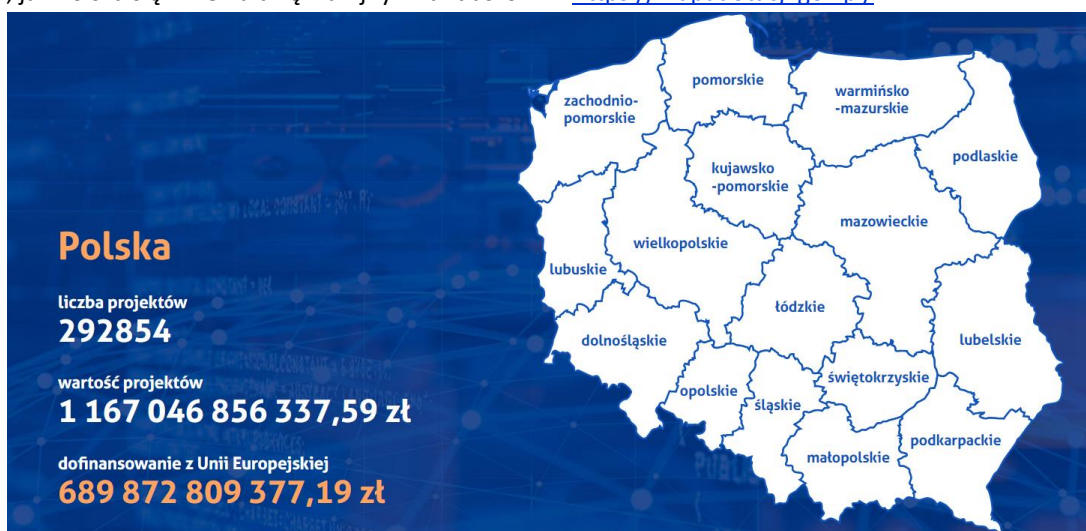 Polska
liczba projektów
292854
wartość projektów
1 167 046 856 337,59 zł
dofinansowanie z Unii Europejskiej
689 872 809 377,19 zł
pomorskie
zachodnio-
pomorskie
warmińsko
-mazurskie
podlaskie
kujawsko
-pomorskie
mazowieckie
wielkopolskie
lubuskie
łódzkie
dolnośląskie
lubelskie
opolskie
śląskie
świętokrzyskie
podkarpackie
małopolskie